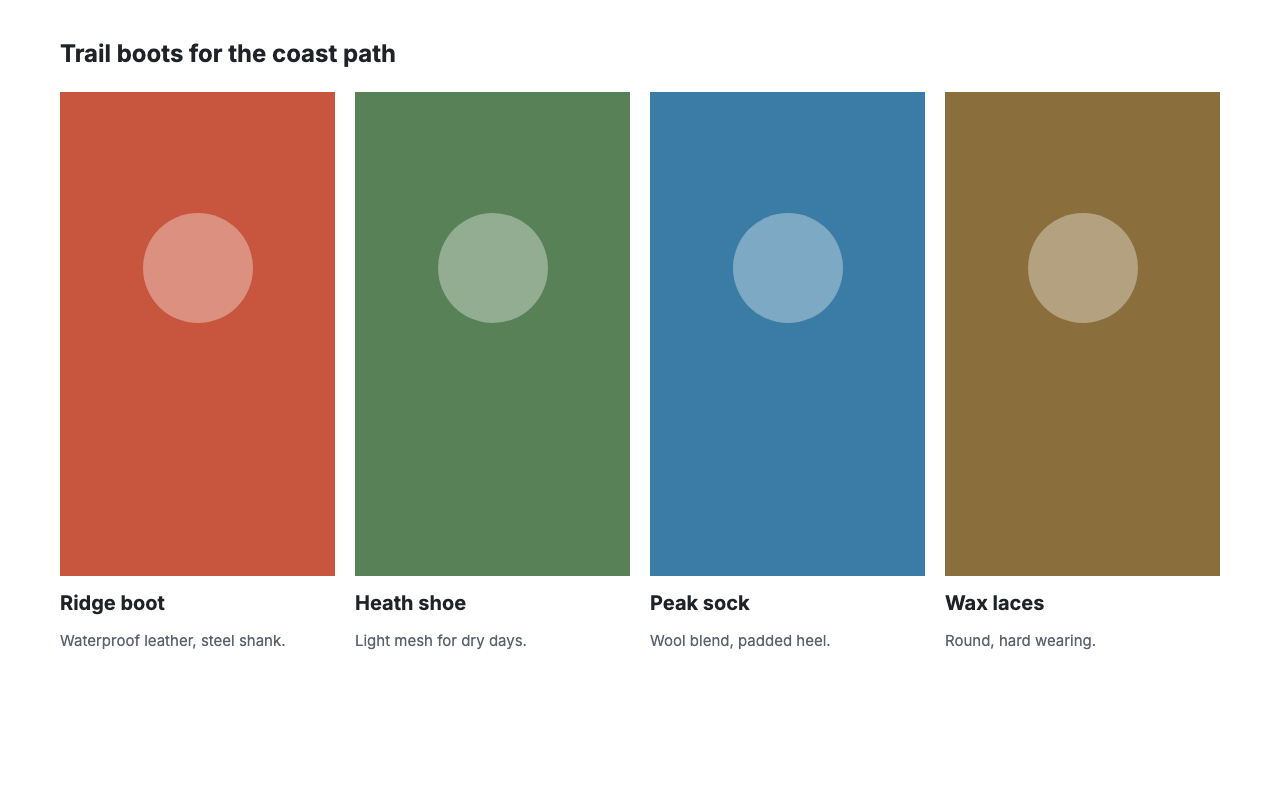 Trail boots for the coast path
Ridge boot
Waterproof leather, steel shank.
Heath shoe
Light mesh for dry days.
Peak sock
Wool blend, padded heel.
Wax laces
Round, hard wearing.